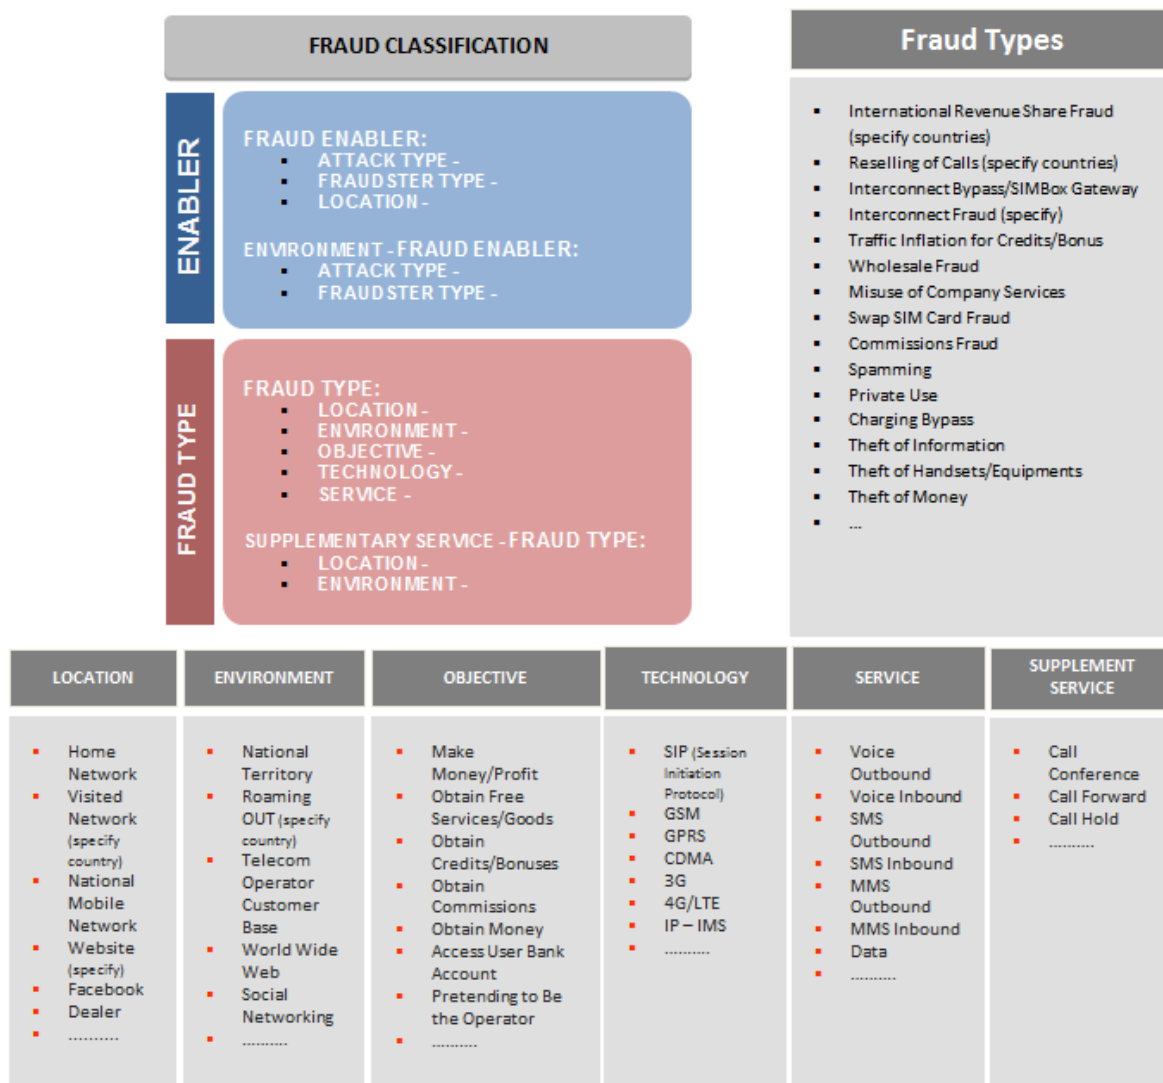 FRAUD CLASSIFICATION
ENABLER
FRAUD ENABLER:
▪ ATTACK TYPE -
▪ FRAUDSTER TYPE -
▪ LOCATION -
ENVIRONMENT - FRAUD ENABLER:
▪ ATTACK TYPE -
▪ FRAUDSTER TYPE -
FRAUD TYPE
FRAUD TYPE:
▪ LOCATION -
▪ ENVIRONMENT -
▪ OBJECTIVE -
▪ TECHNOLOGY -
▪ SERVICE -
SUPPLEMENTARY SERVICE - FRAUD TYPE:
▪ LOCATION -
▪ ENVIRONMENT -
Fraud Types
▪ International Revenue Share Fraud
(specify countries)
▪ Reselling of Calls (specify countries)
▪ Interconnect Bypass/SIMBox Gateway
▪ Interconnect Fraud (specify)
▪ Traffic Inflation for Credits/Bonus
▪ Wholesale Fraud
▪ Misuse of Company Services
▪ Swap SIM Card Fraud
▪ Commissions Fraud
▪ Spamming
▪ Private Use
▪ Charging Bypass
▪ Theft of Information
▪ Theft of Handsets/Equipments
▪ Theft of Money
▪ ...
LOCATION
▪ Home
Network
▪ Visited
Network
(specify
country)
▪ National
Mobile
Network
▪ Website
(specify)
▪ Facebook
▪ Dealer
▪ ..........
ENVIRONMENT
▪ National
Territory
▪ Roaming
OUT (specify
country)
▪ Telecom
Operator
Customer
Base
▪ World Wide
Web
▪ Social
Networking
▪ ..........
OBJECTIVE
▪ Make
Money/Profit
▪ Obtain Free
Services/Goods
▪ Obtain
Credits/Bonuses
▪ Obtain
Commissions
▪ Obtain Money
▪ Access User Bank
Account
▪ Pretending to Be
the Operator
▪ ..........
TECHNOLOGY
▪ SIP (Session
Initiation
Protocol)
▪ GSM
▪ GPRS
▪ CDMA
▪ 3G
▪ 4G/LTE
▪ IP – IMS
▪ ..........
SERVICE
▪ Voice
Outbound
▪ Voice Inbound
▪ SMS
Outbound
▪ SMS Inbound
▪ MMS
Outbound
▪ MMS Inbound
▪ Data
▪ ..........
SUPPLEMENT
SERVICE
▪ Call
Conference
▪ Call Forward
▪ Call Hold
▪ ..........